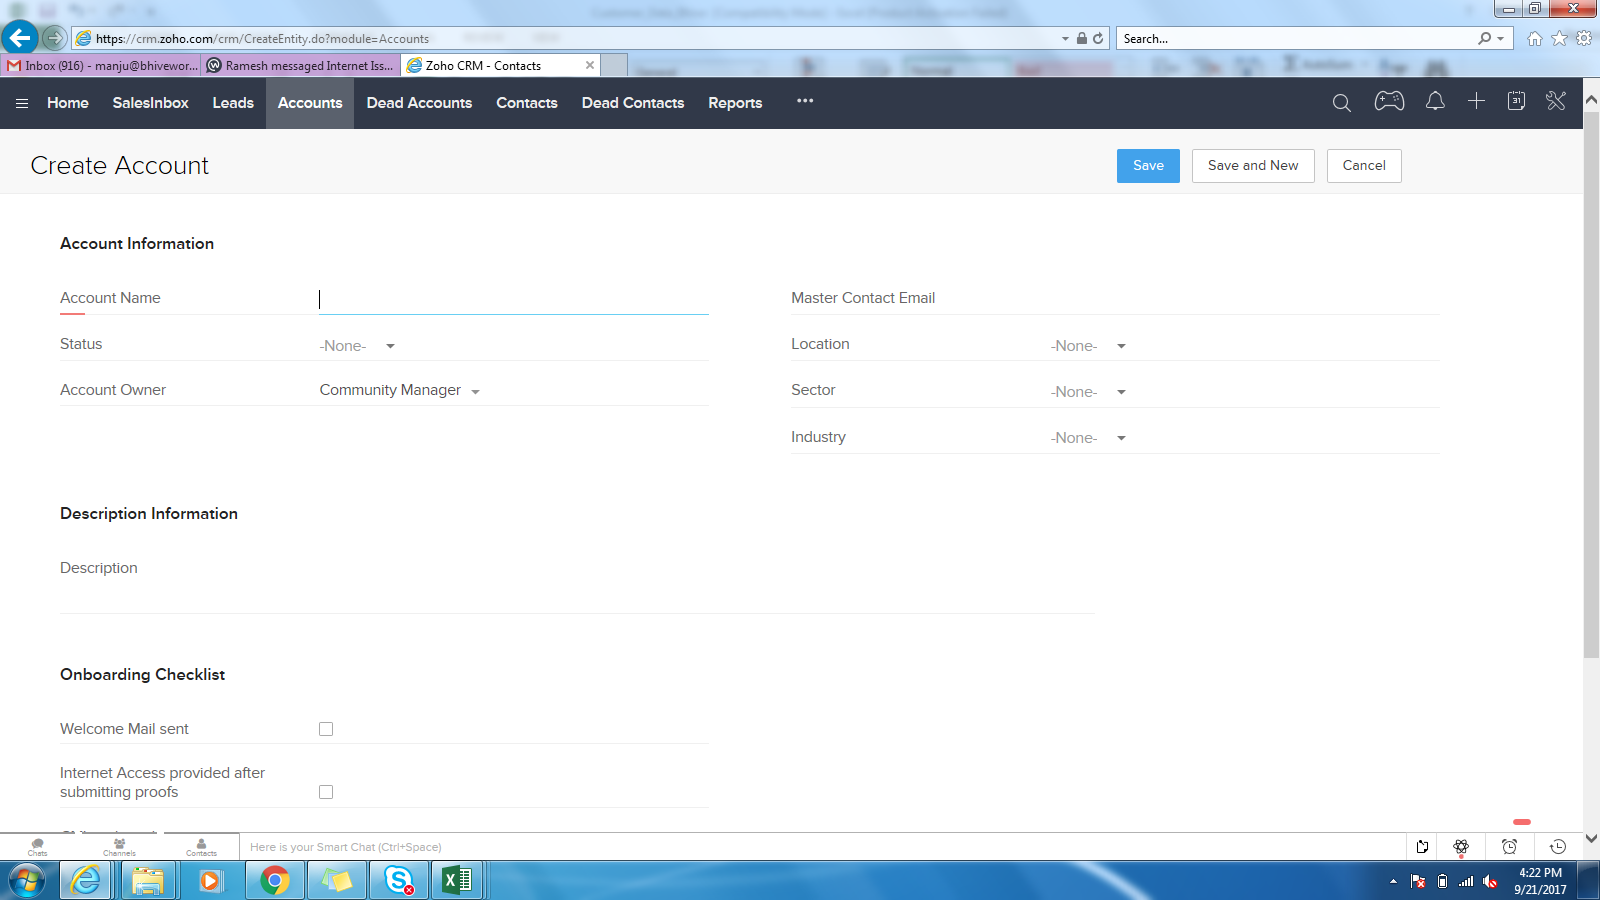 https://crm.zoho.com/crm/CreateEntity.do?module=Accounts
Search...
Inbox (916) - manju@bhivewor... Ramesh messaged Internet Iss... Zoho CRM - Contacts
Home SalesInbox Leads Accounts Dead Accounts Contacts Dead Contacts Reports
31
Create Account
Save Save and New Cancel
Account Information
Account Name Master Contact Email
Status -None- Location -None-
Account Owner Community Manager Sector -None-
Industry -None-
Description Information
Description
Onboarding Checklist
Welcome Mail sent
Internet Access provided after
submitting proofs
Chats Channels Contacts Here is your Smart Chat (Ctrl+Space)
4:22 PM
9/21/2017